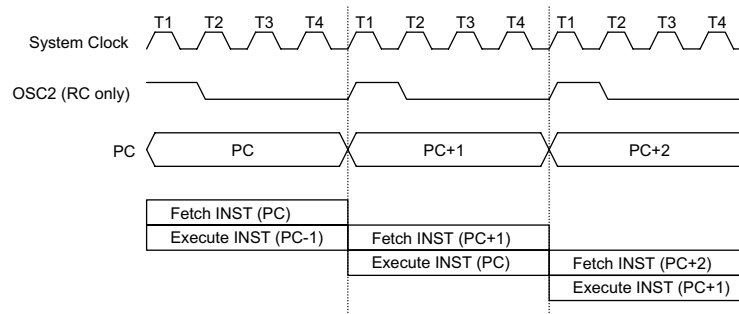 T1 T2 T3 T4 T1 T2 T3 T4 T1 T2 T3 T4
System Clock
OSC2 (RC only)
PC PC PC+1 PC+2
Fetch INST (PC)
Execute INST (PC-1) Fetch INST (PC+1)
Execute INST (PC) Fetch INST (PC+2)
Execute INST (PC+1)